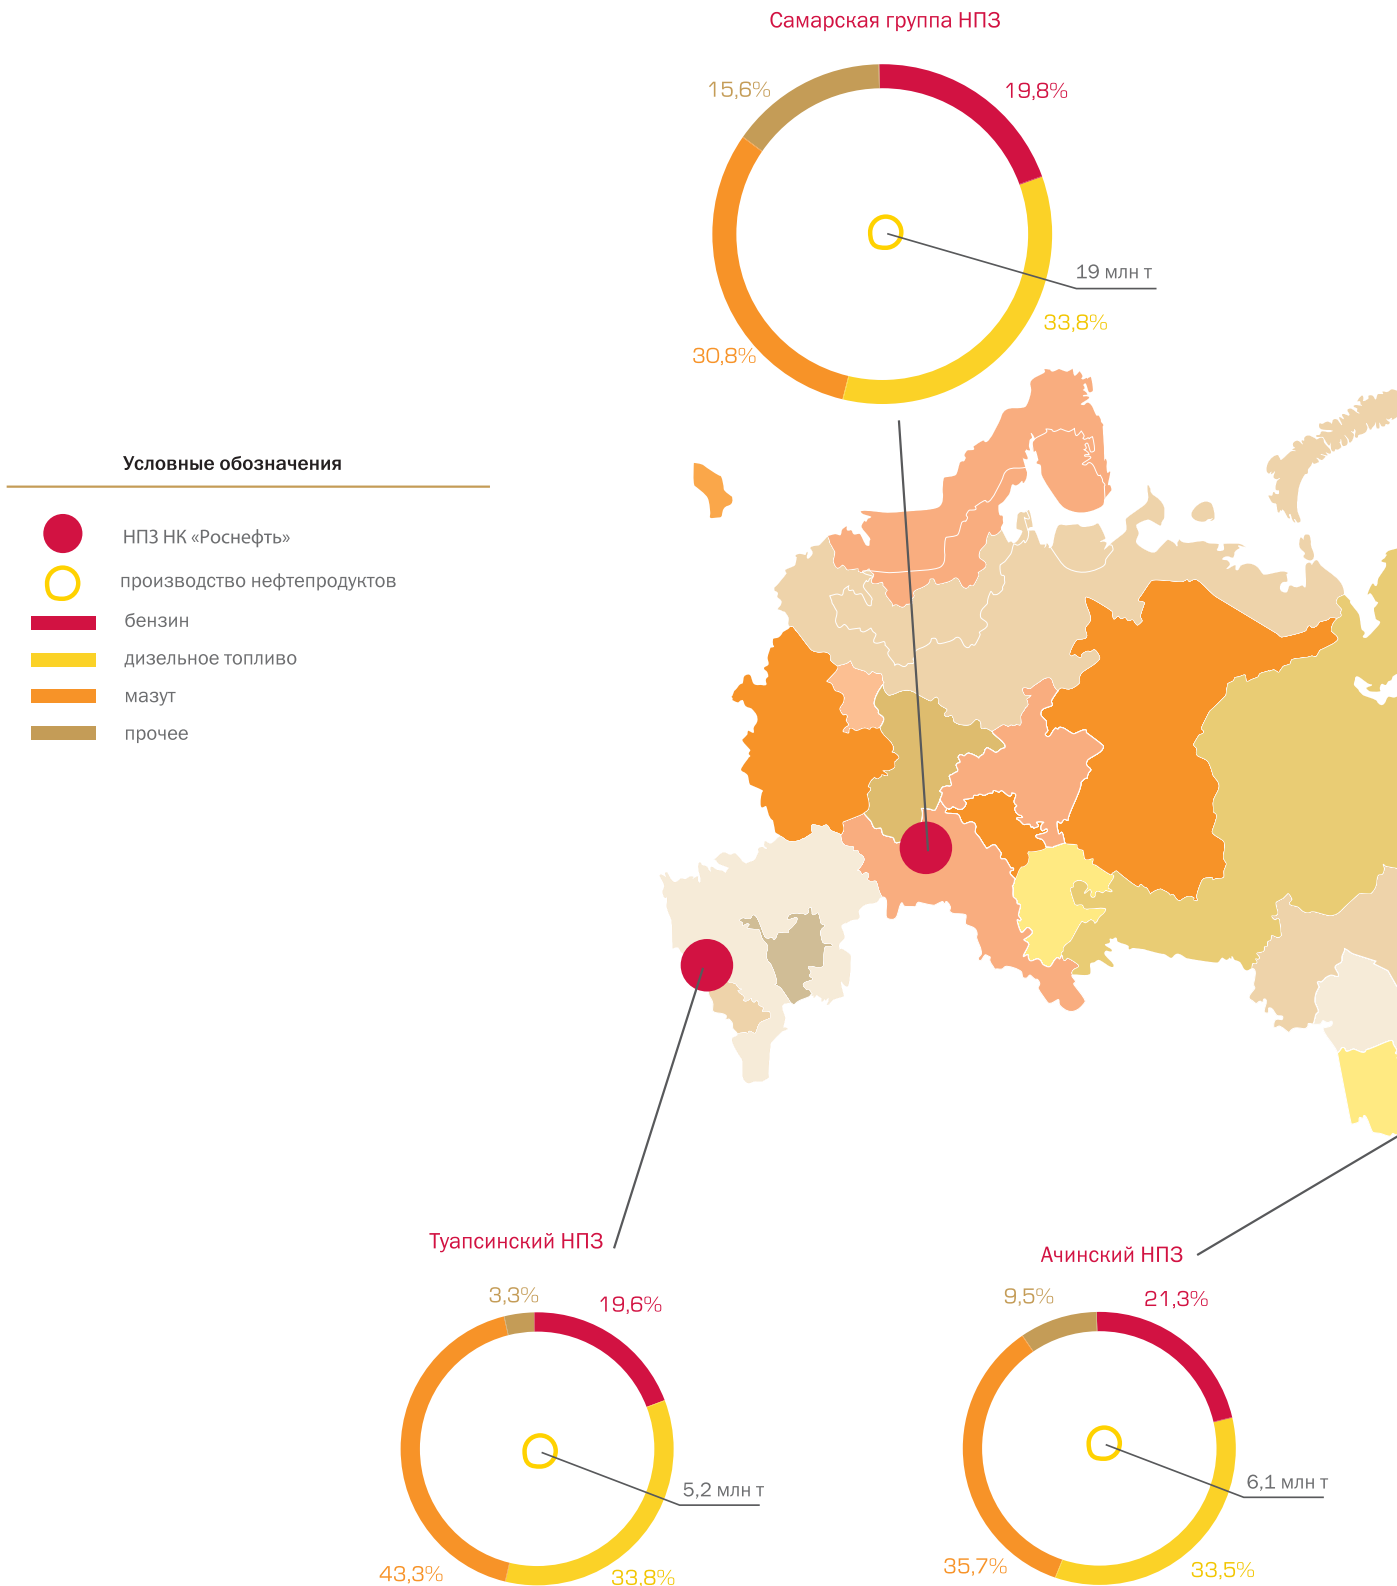 Самарская группа НПЗ
15,6%
19,8%
19 млн т
33,8%
30,8%
Условные обозначения
НПЗ НК «Роснефть»
производство нефтепродуктов
бензин
дизельное топливо
мазут
прочее
Туапсинский НПЗ
3,3%
19,6%
5,2 млн т
43,3%
33,8%
Ачинский НПЗ
9,5%
21,3%
6,1 млн т
35,7%
33,5%